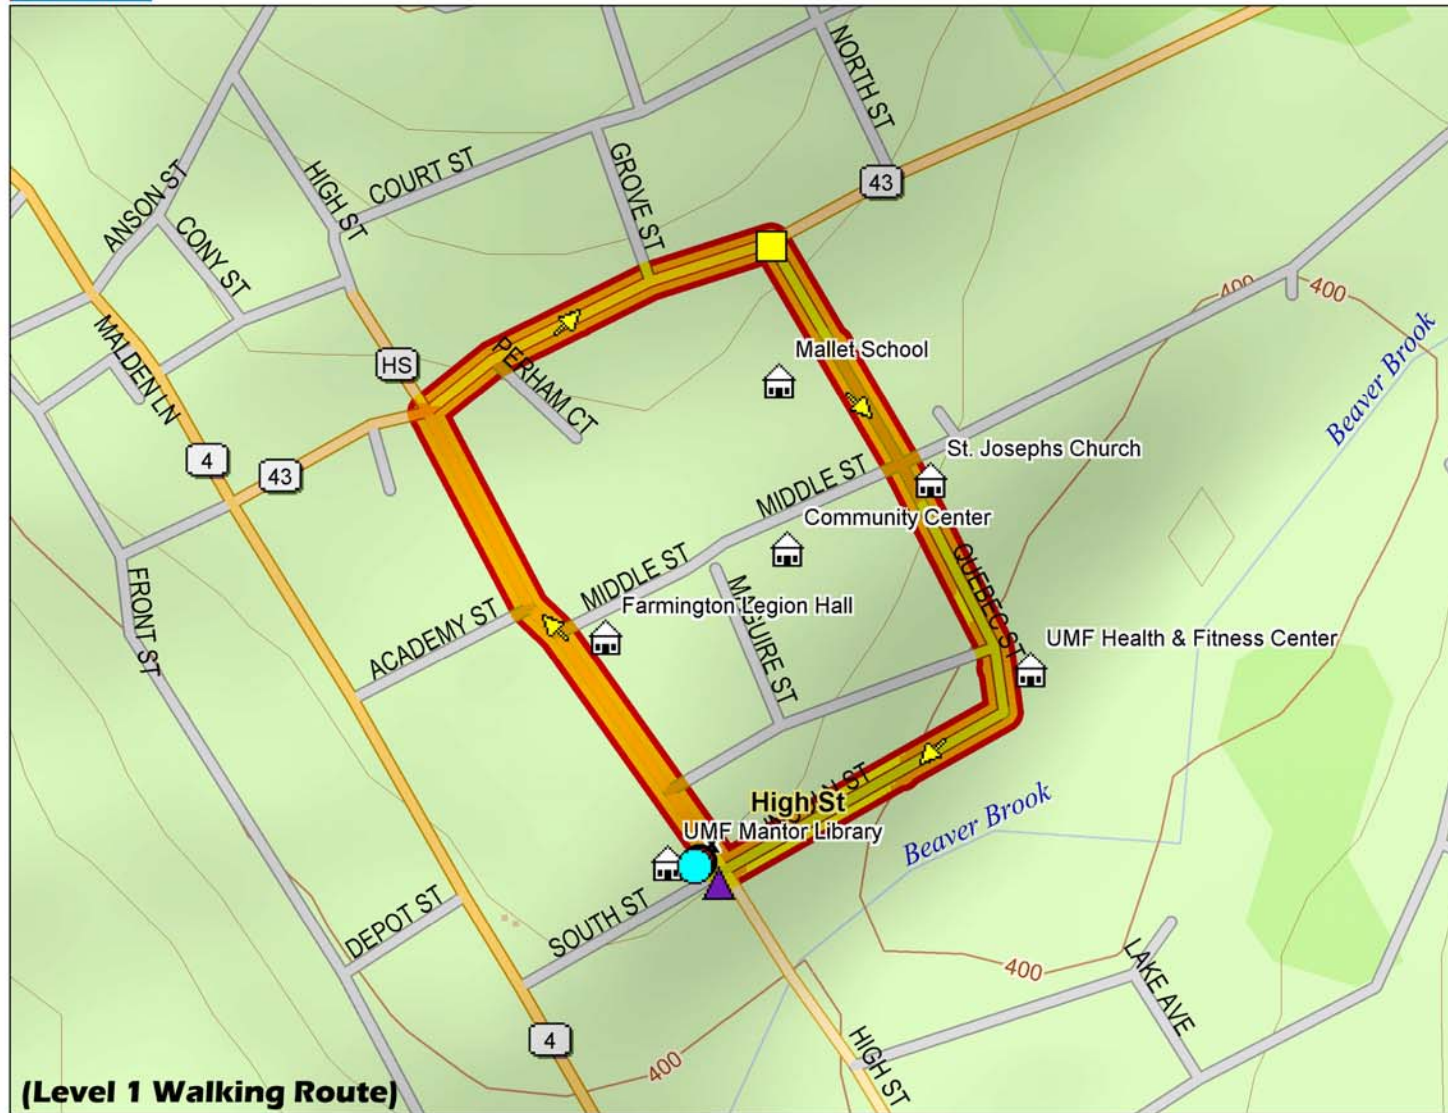 NORTH ST
ANSON ST
HIGH ST
COURT ST
GROVE ST
43
CONY ST
400
400
MALDEN LN
HS
PERHAM CT
Mallet School
Beaver Brook
4
43
St. Josephs Church
MIDDLE ST
Community Center
QUEBEC ST
FRONT ST
MIDDLE ST
ACADEMY ST
Farmington Legion Hall
MAGUIRE ST
UMF Health & Fitness Center
ST
High St
UMF Mantor Library
Beaver Brook
DEPOT ST
SOUTH ST
400
LAKE AVE
4
HIGH ST
400
(Level 1 Walking Route)